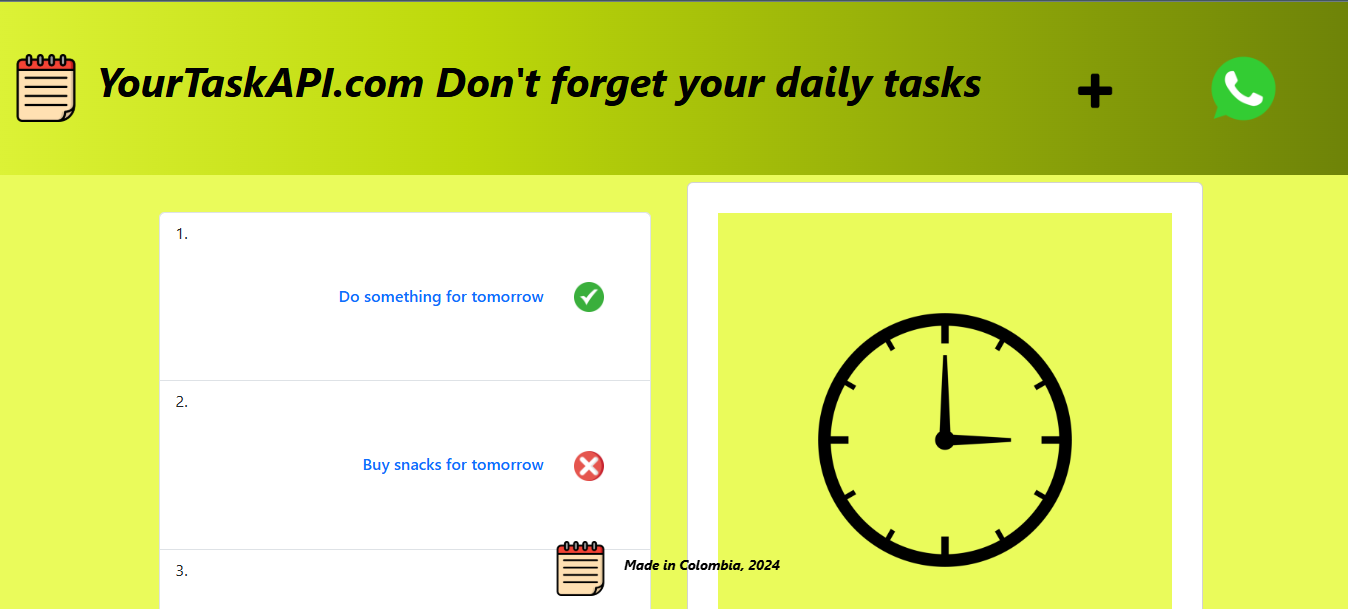 YourTaskAPI.com Don't forget your daily tasks
1.
Do something for tomorrow
2.
Buy snacks for tomorrow
3.
Made in Colombia, 2024